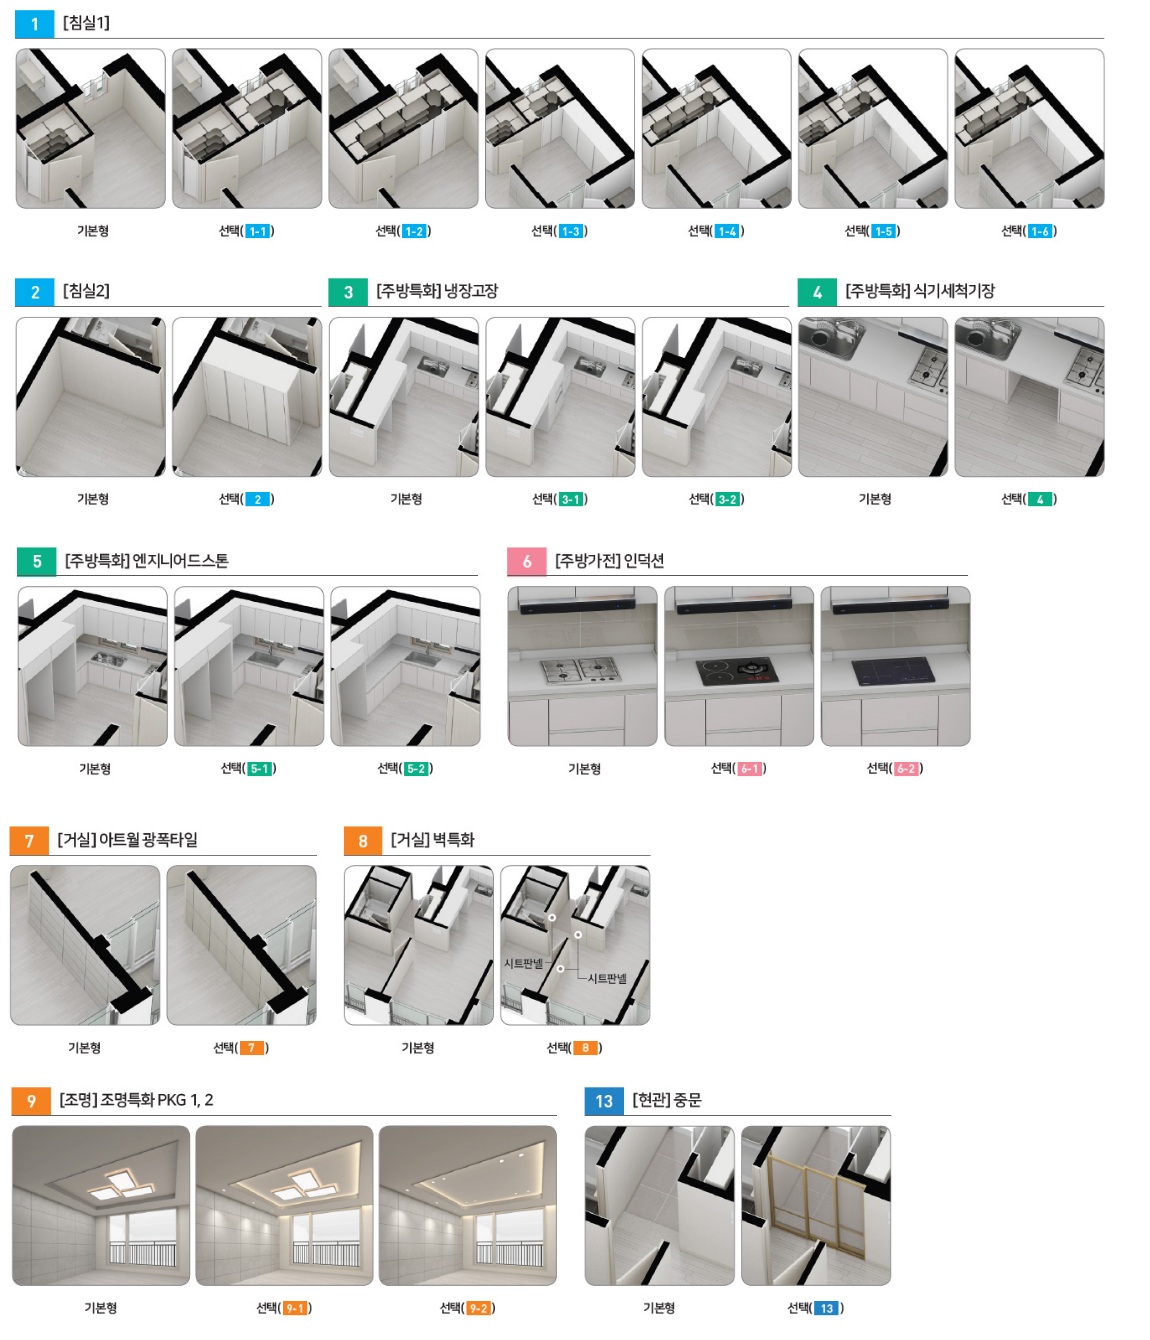 1 [침실1]
기본형 선택(1-1) 선택(1-2) 선택(1-3) 선택(1-4) 선택(1-5) 선택(1-6)
2 [침실2] 3 [주방특화] 냉장고장 4 [주방특화] 식기세척기장
기본형 선택(2) 기본형 선택(3-1) 선택(3-2) 기본형 선택(4)
5 [주방특화] 엔지니어드스톤 6 [주방가전] 인덕션
기본형 선택(5-1) 선택(5-2) 기본형 선택(6-1) 선택(6-2)
7 [거실] 아트월 광폭타일 8 [거실] 벽특화
시트판넬
시트판넬
기본형 선택(7) 기본형 선택(8)
9 [조명] 조명특화 PKG 1, 2 13 [현관] 중문
기본형 선택(9-1) 선택(9-2) 기본형 선택(13)